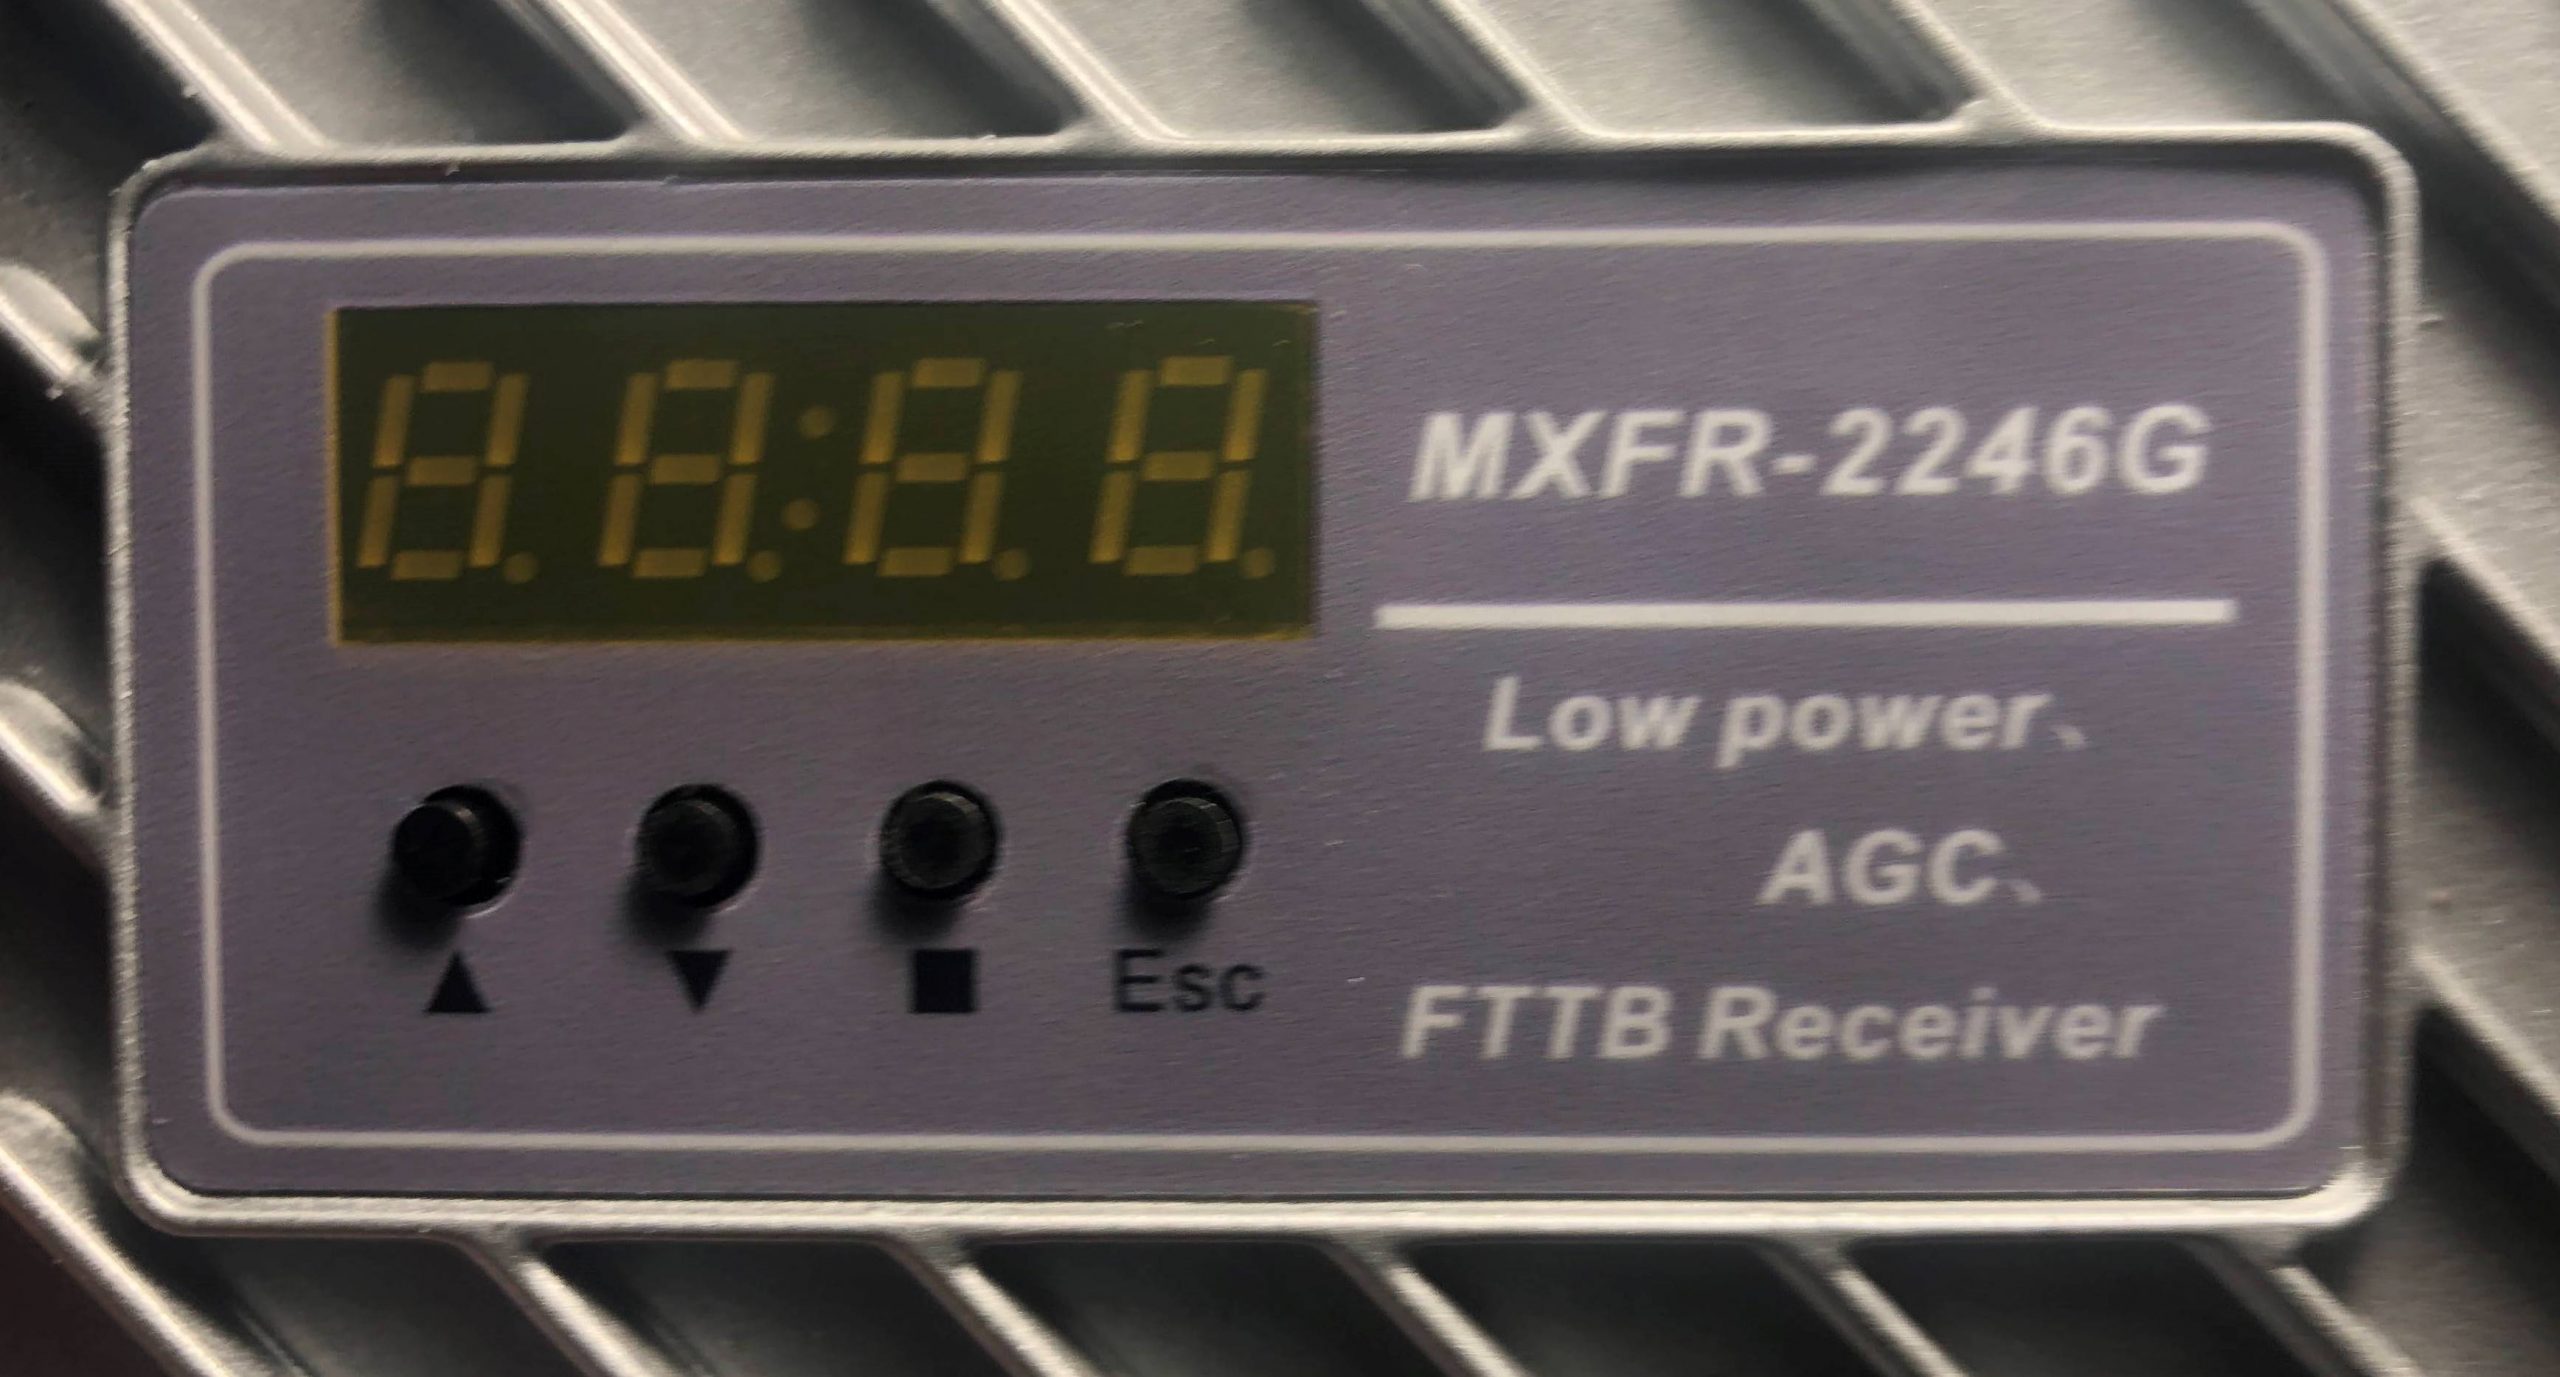 MXFR-2246G
Low power、
AGC、
FTTB Receiver
▲ ▼ ■ Esc